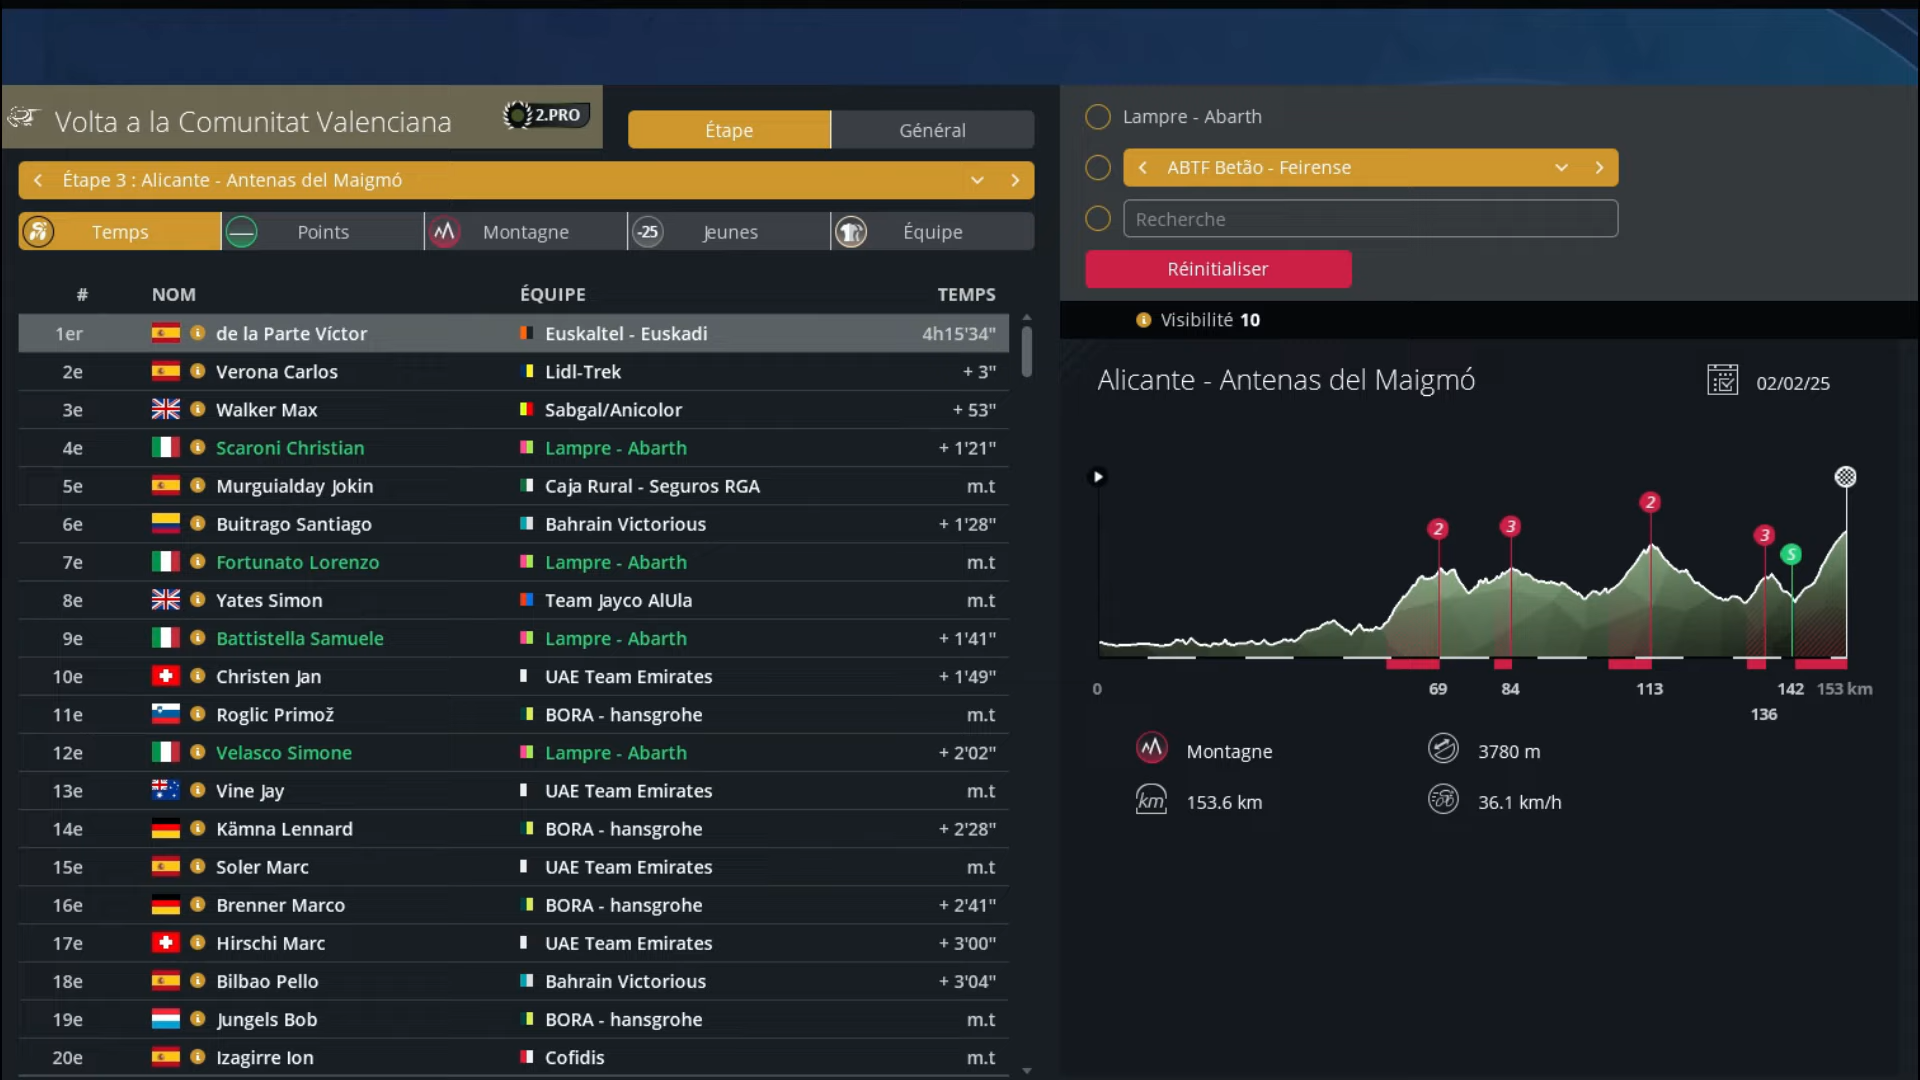 Volta a la Comunitat Valenciana
2.PRO
Étape
Général
Étape 3 : Alicante - Antenas del Maigmó
Temps
Points
-25
Montagne
Jeunes
Équipe
# NOM ÉQUIPE TEMPS
1er de la Parte Víctor Euskaltel - Euskadi 4h15'34"
2e Verona Carlos Lidl-Trek + 3"
3e Walker Max Sabgal/Anicolor + 53"
4e Scaroni Christian Lampre - Abarth + 1'21"
5e Murguialday Jokin Caja Rural - Seguros RGA m.t
6e Buitrago Santiago Bahrain Victorious + 1'28"
7e Fortunato Lorenzo Lampre - Abarth m.t
8e Yates Simon Team Jayco AlUla m.t
9e Battistella Samuele Lampre - Abarth + 1'41"
10e Christen Jan UAE Team Emirates + 1'49"
11e Roglic Primož BORA - hansgrohe m.t
12e Velasco Simone Lampre - Abarth + 2'02"
13e Vine Jay UAE Team Emirates m.t
14e Kämna Lennard BORA - hansgrohe + 2'28"
15e Soler Marc UAE Team Emirates m.t
16e Brenner Marco BORA - hansgrohe + 2'41"
17e Hirschi Marc UAE Team Emirates + 3'00"
18e Bilbao Pello Bahrain Victorious + 3'04"
19e Jungels Bob BORA - hansgrohe m.t
20e Izagirre Ion Cofidis m.t
Lampre - Abarth
ABTF Betão - Feirense
Recherche
Réinitialiser
Visibilité 10
Alicante - Antenas del Maigmó
02/02/25
2
3
2
3
S
0 69 84 113 142 153 km
136
Montagne
3780 m
km 153.6 km
36.1 km/h